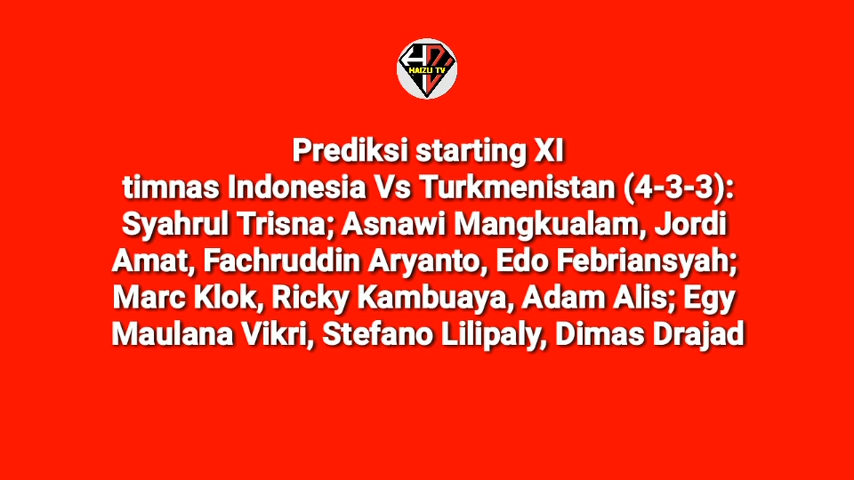 HAIZU TV
Prediksi starting XI
timnas Indonesia Vs Turkmenistan (4-3-3):
Syahrul Trisna; Asnawi Mangkualam, Jordi
Amat, Fachruddin Aryanto, Edo Febriansyah;
Marc Klok, Ricky Kambuaya, Adam Alis; Egy
Maulana Vikri, Stefano Lilipaly, Dimas Drajad